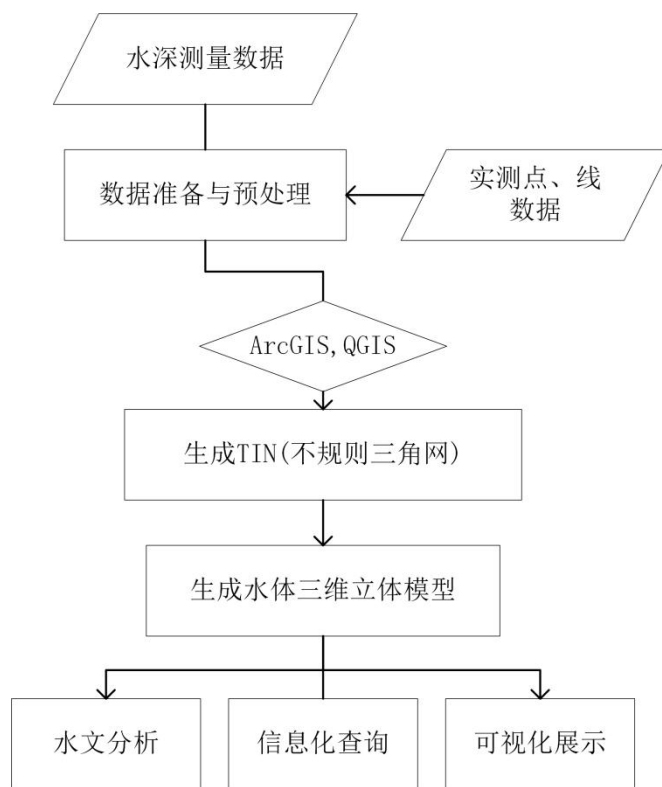 水深测量数据
数据准备与预处理
实测点、线
数据
ArcGIS,QGIS
生成TIN(不规则三角网)
生成水体三维立体模型
水文分析
信息化查询
可视化展示